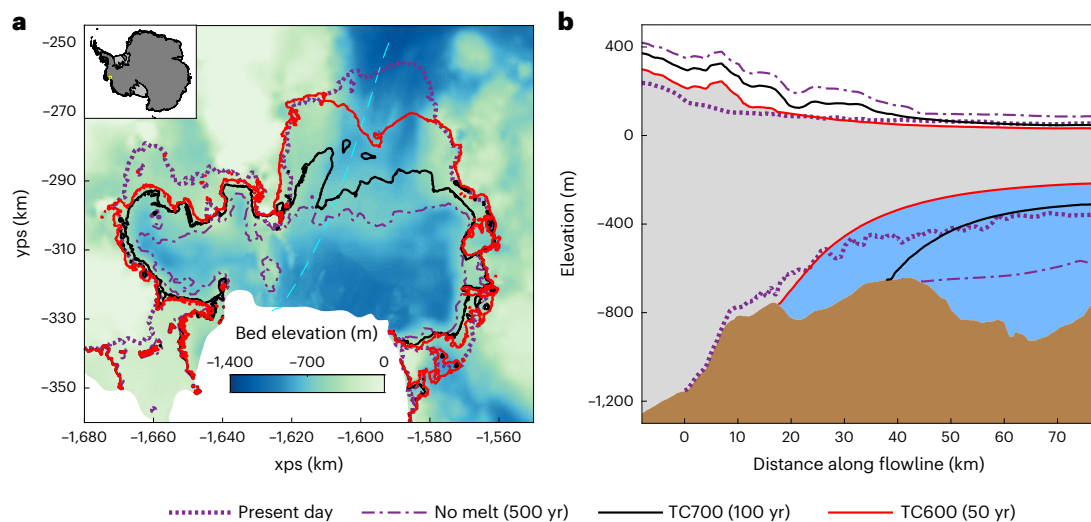 a
−250
−270
−290
−310
−330
−350
yps (km)
Bed elevation (m)
−1,400
−700
0
−1,680
−1,660
−1,640
−1,620
−1,600
−1,580
−1,560
xps (km)
b
400
0
−400
−800
−1,200
Elevation (m)
0
10
20
30
40
50
60
70
Distance along flowline (km)
Present day
No melt (500 yr)
TC700 (100 yr)
TC600 (50 yr)